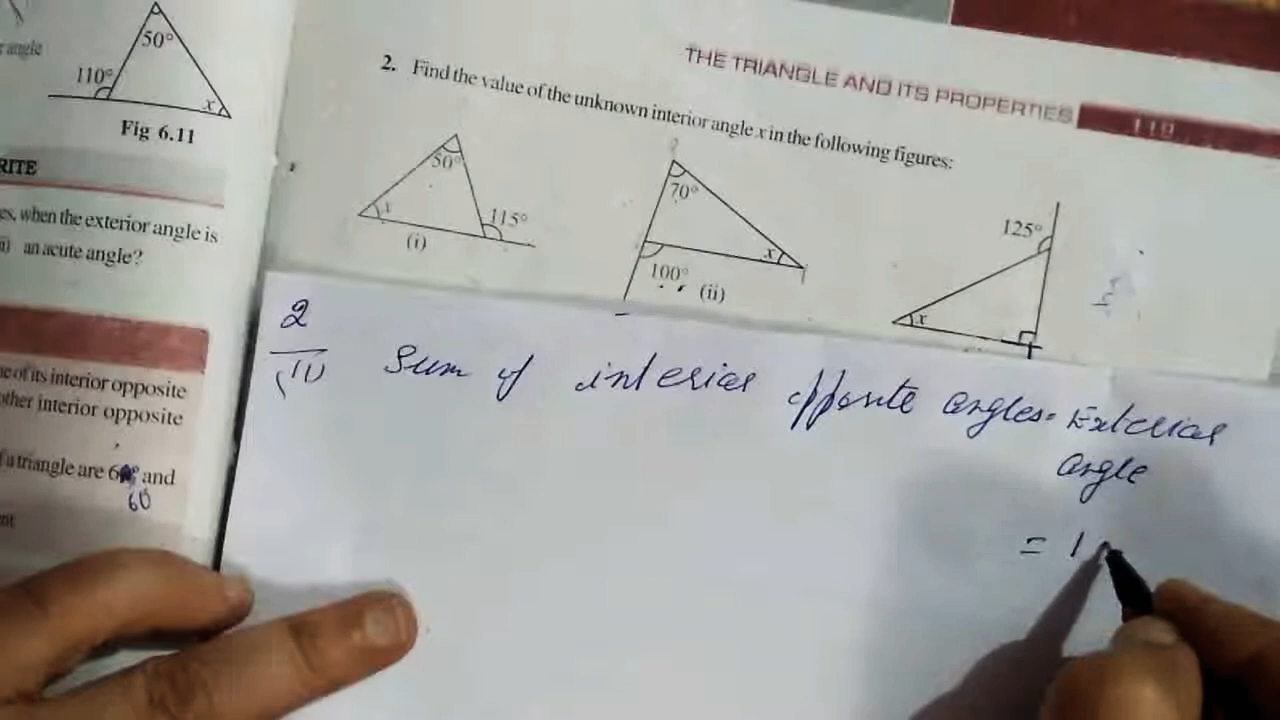 50°
r angle
110°
x
Fig 6.11
RITE
es, when the exterior angle is
an acute angle?
e of its interior opposite
other interior opposite
f a triangle are 6 and
60
THE TRIANGLE AND ITS PROPERTIES
119
2. Find the value of the unknown interior angle x in the following figures:
50°
x
115°
(i)
70°
x
100°
(ii)
125°
x
2
(ii)
Sum of interior opposite angles = Exterior
angle
= 1